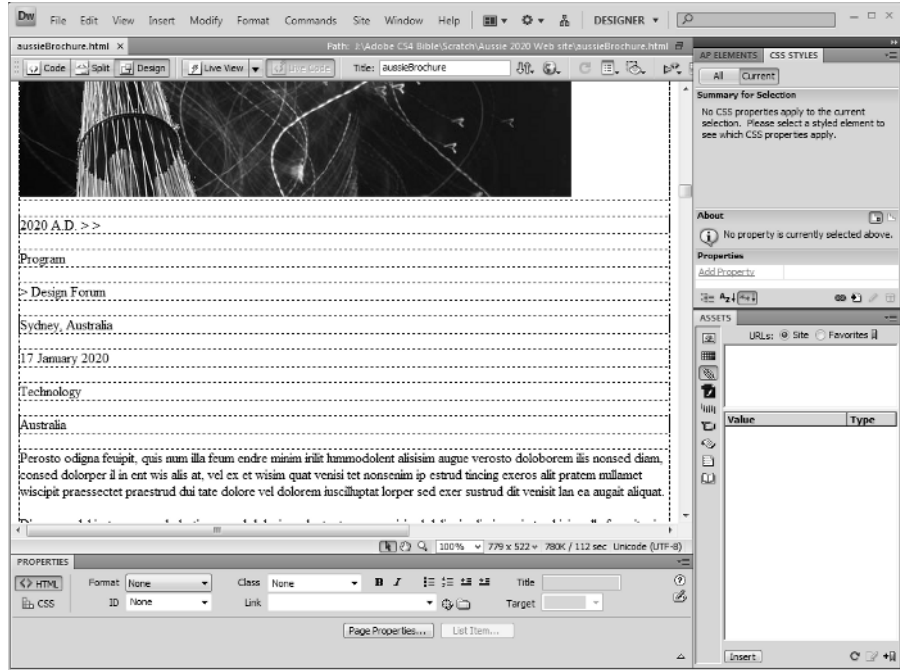 Dw File Edit View Insert Modify Format Commands Site Window Help DESIGNER
aussieBrochure.html × Path: J:\Adobe CS4 Bible\Scratch\Aussie 2020 Web site\aussieBrochure.html
Code Split Design Live View Live Code Title: aussieBrochure
AP ELEMENTS CSS STYLES
All Current
Summary for Selection
No CSS properties apply to the current
selection. Please select a styled element to
see which CSS properties apply.
2020 A.D. > >
Program
> Design Forum
Sydney, Australia
17 January 2020
Technology
Australia
Perosto odigna feuipit, quis num illa feum endre minim irilit hmmodolent alisisim augue verosto doloborem ilis nonsed diam,
consed dolorper il in ent wis alis at, vel ex et wisim quat venisi tet nonsenim ip estrud tincing exeros alit pratem nullamet
wiscipit praessectet praestrud dui tate dolore vel dolorem iuscilluptat lorper sed exer sustrud dit venisit lan ea augait aliquat.
About
No property is currently selected above.
Properties
Add Property
ASSETS
URLs: Site Favorites
Value Type
Insert
100% 779 x 522 780K / 112 sec Unicode (UTF-8)
PROPERTIES
<> HTML Format None Class None B I Title
CSS ID None Link Target
Page Properties... List Item...